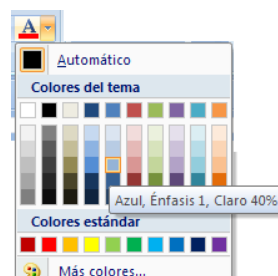 A
Automático
Colores del tema
Azul, Énfasis 1, Claro 40%
Colores estándar
Más colores...